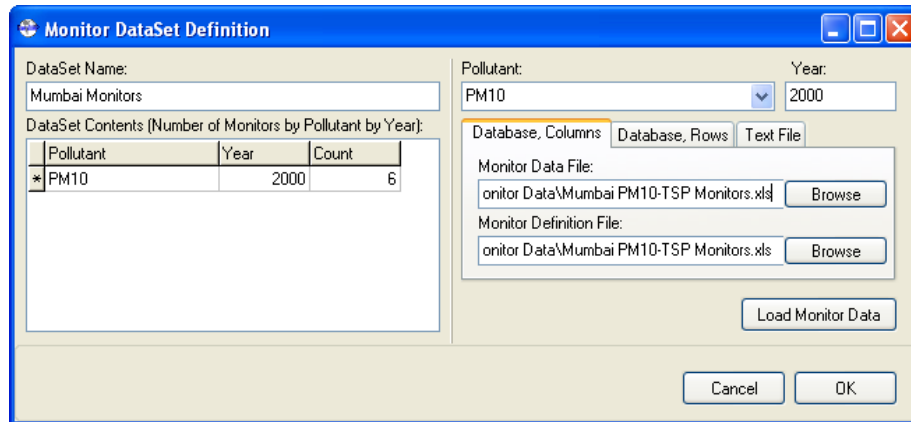 Monitor DataSet Definition
DataSet Name:
Mumbai Monitors
DataSet Contents (Number of Monitors by Pollutant by Year):
Pollutant Year Count
* PM10 2000 6
Pollutant: Year:
PM10 2000
Database, Columns Database, Rows Text File
Monitor Data File:
onitor Data\Mumbai PM10-TSP Monitors.xls Browse
Monitor Definition File:
onitor Data\Mumbai PM10-TSP Monitors.xls Browse
Load Monitor Data
Cancel OK